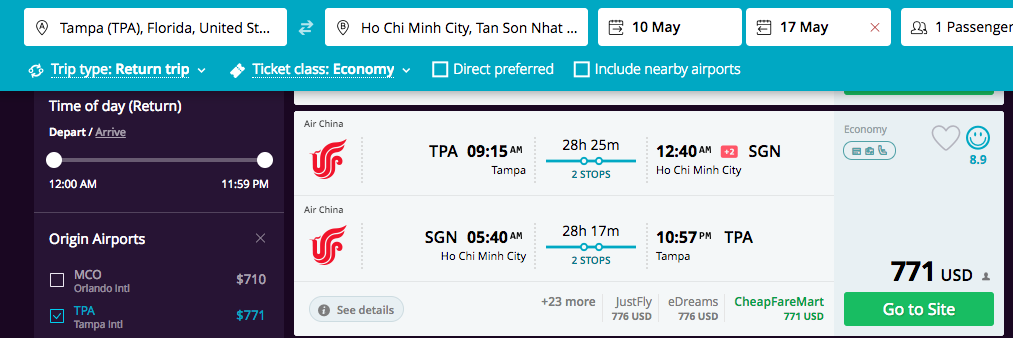 Tampa (TPA), Florida, United St...
Ho Chi Minh City, Tan Son Nhat ...
10 May
17 May
1 Passenger
Trip type: Return trip
Ticket class: Economy
Direct preferred
Include nearby airports
Time of day (Return)
Depart / Arrive
12:00 AM 11:59 PM
Origin Airports
MCO $710
Orlando Intl
TPA $771
Tampa Intl
Air China
TPA 09:15 AM
Tampa
28h 25m
2 STOPS
12:40 AM +2 SGN
Ho Chi Minh City
Air China
SGN 05:40 AM
Ho Chi Minh City
28h 17m
2 STOPS
10:57 PM TPA
Tampa
See details
+23 more
JustFly
776 USD
eDreams
776 USD
CheapFareMart
771 USD
Economy
8.9
771 USD
Go to Site